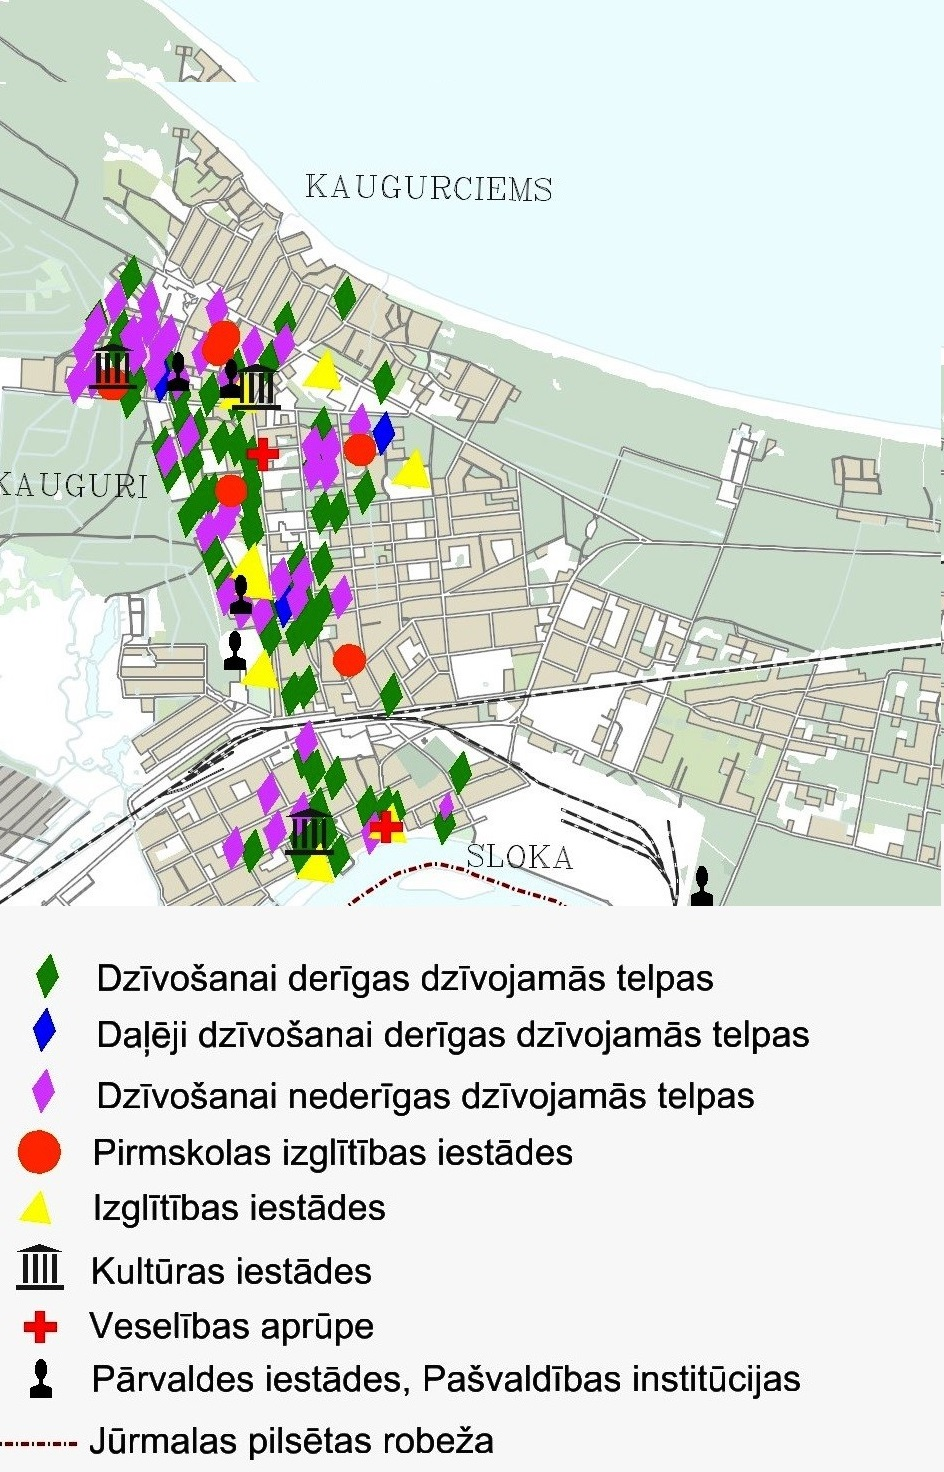 KAUGURCIEMS
KAUGURI
SLOKA
Dzīvošanai derīgas dzīvojamās telpas
Daļēji dzīvošanai derīgas dzīvojamās telpas
Dzīvošanai nederīgas dzīvojamās telpas
Pirmskolas izglītības iestādes
Izglītības iestādes
Kultūras iestādes
Veselības aprūpe
Pārvaldes iestādes, Pašvaldības institūcijas
Jūrmalas pilsētas robeža